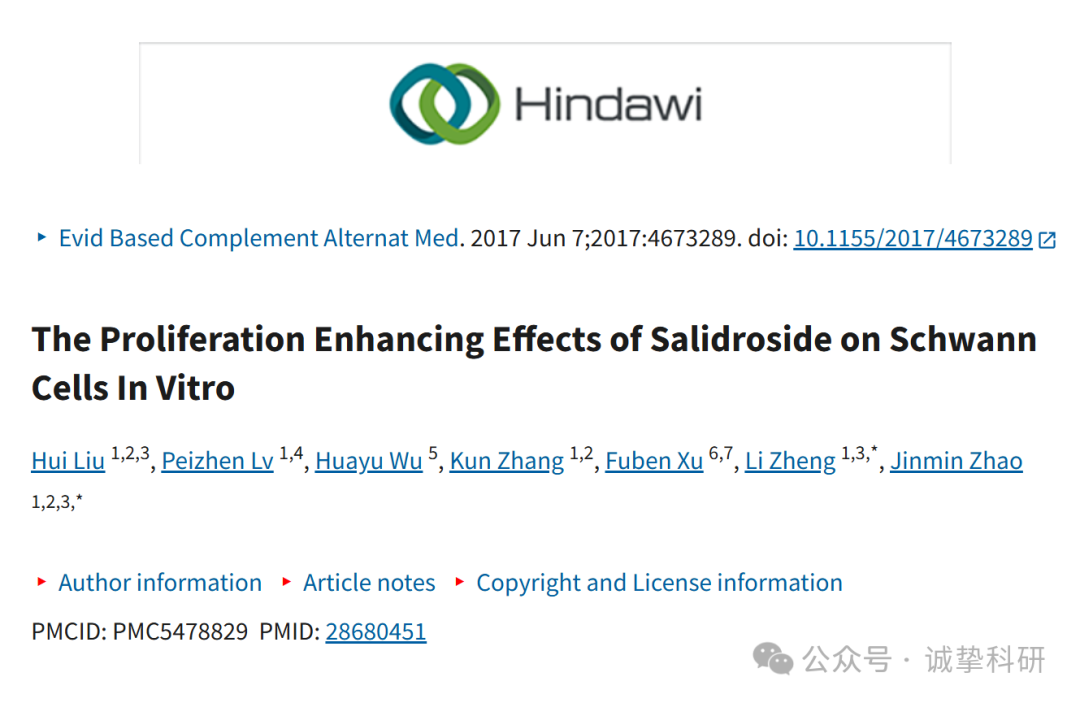 Hindawi
Evid Based Complement Alternat Med. 2017 Jun 7;2017:4673289. doi: 10.1155/2017/4673289
The Proliferation Enhancing Effects of Salidroside on Schwann
Cells In Vitro
Hui Liu 1,2,3, Peizhen Lv 1,4, Huayu Wu 5, Kun Zhang 1,2, Fuben Xu 6,7, Li Zheng 1,3,*, Jinmin Zhao
1,2,3,*
Author information Article notes Copyright and License information
PMCID: PMC5478829 PMID: 28680451
公众号 · 诚挚科研